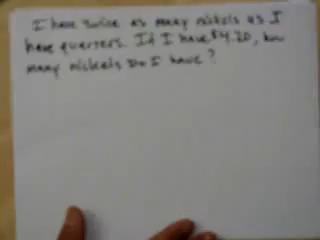 I have twice as many nickels as I
have quarters. If I have $4.20, how
many nickels Do I have?